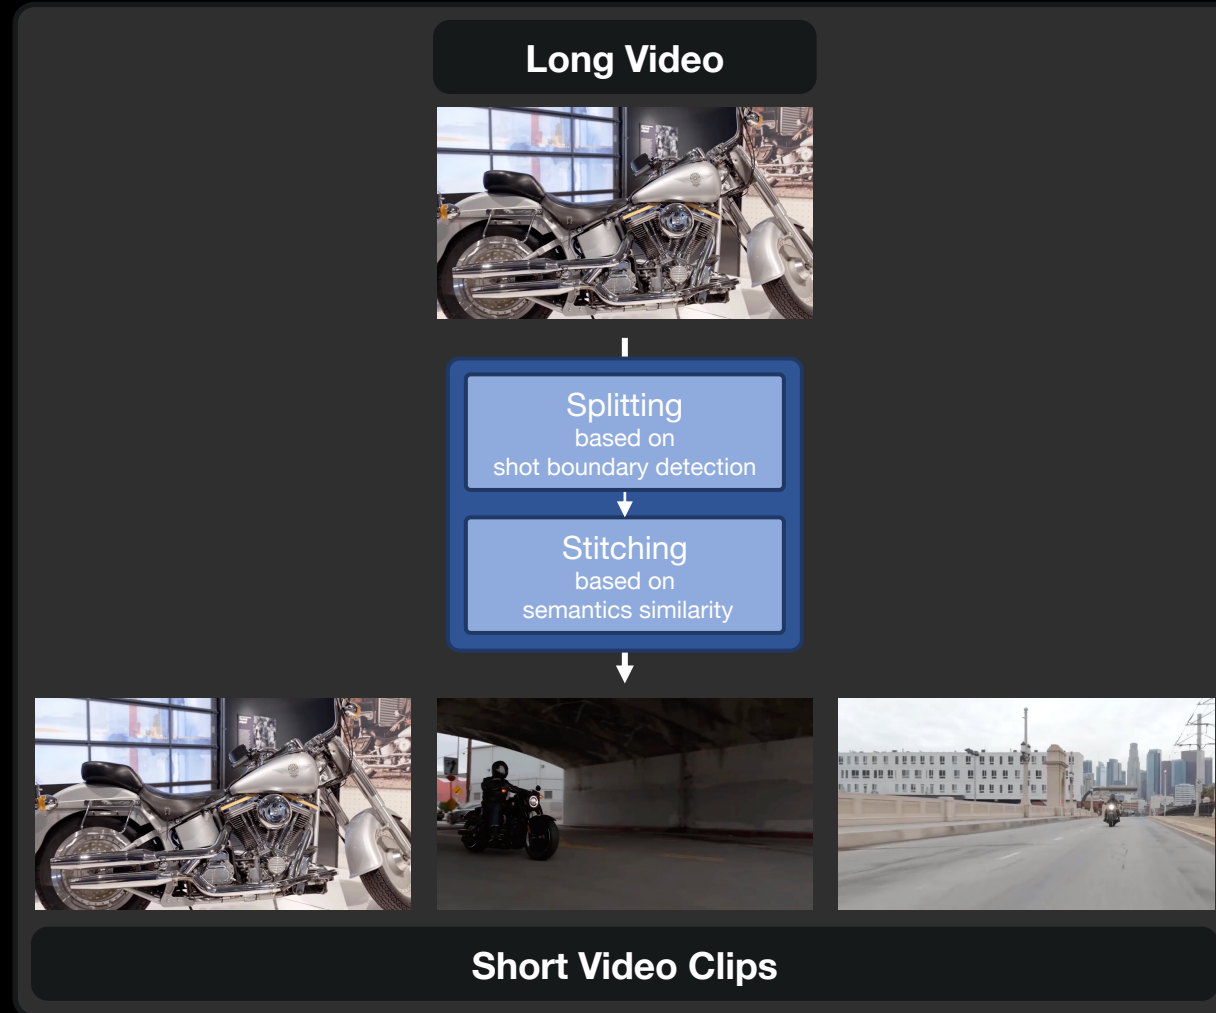 Long Video
Splitting
based on
shot boundary detection
Stitching
based on
semantics similarity
Short Video Clips